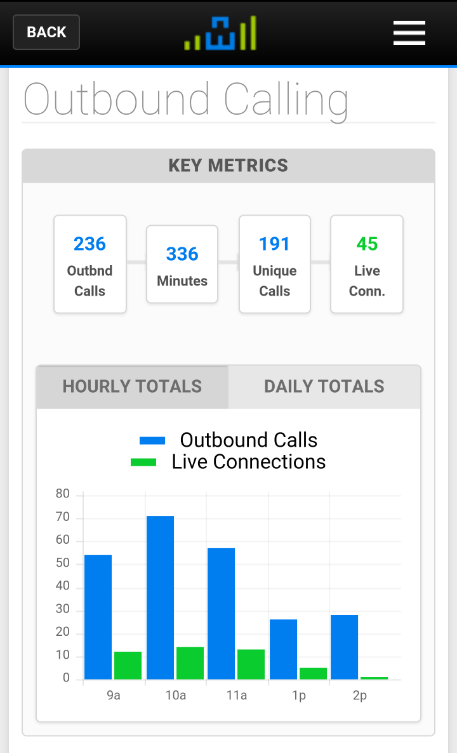 BACK
Outbound Calling
KEY METRICS
236
Outbnd
Calls
336
Minutes
191
Unique
Calls
45
Live
Conn.
HOURLY TOTALS
DAILY TOTALS
Outbound Calls
Live Connections
80
70
60
50
40
30
20
10
0
9a 10a 11a 1p 2p